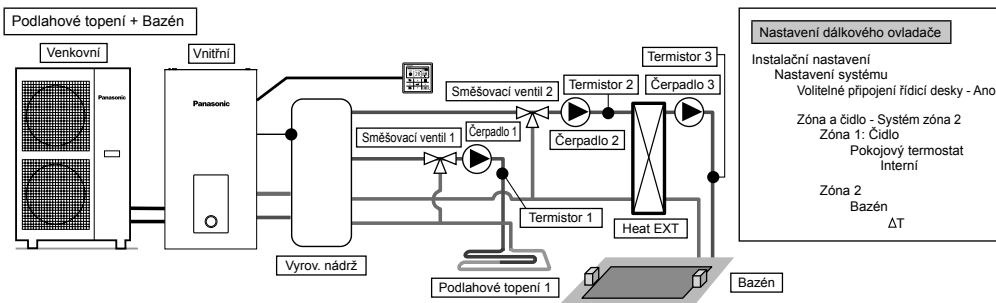 Podlahové topení + Bazén
Venkovní
Vnitřní
Panasonic
Panasonic
Směšovací ventil 2
Termistor 2
Termistor 3
Čerpadlo 3
Směšovací ventil 1
Čerpadlo 1
Čerpadlo 2
Termistor 1
Heat EXT
Vyrov. nádrž
Podlahové topení 1
Bazén
Nastavení dálkového ovladače
Instalační nastavení
Nastavení systému
Volitelné připojení řídicí desky - Ano
Zóna a čidlo - Systém zóna 2
Zóna 1: Čidlo
Pokojový termostat
Interní
Zóna 2
Bazén
ΔT